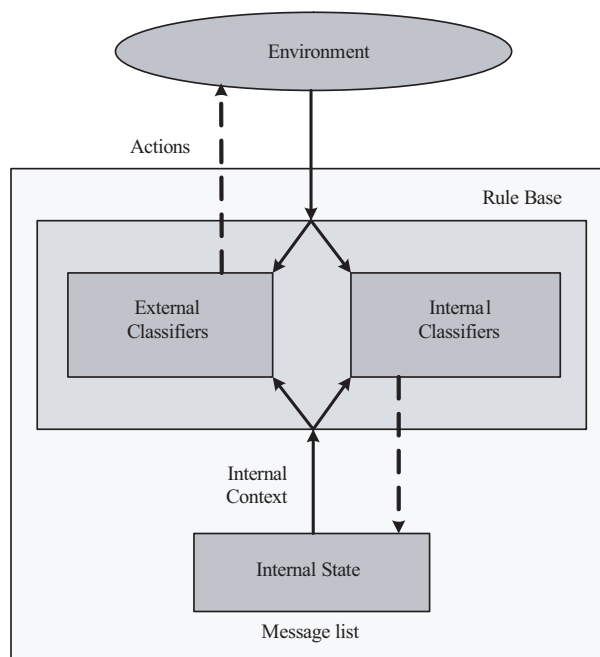 Environment
Actions
Rule Base
External
Classifiers
Internal
Classifiers
Internal
Context
Internal State
Message list